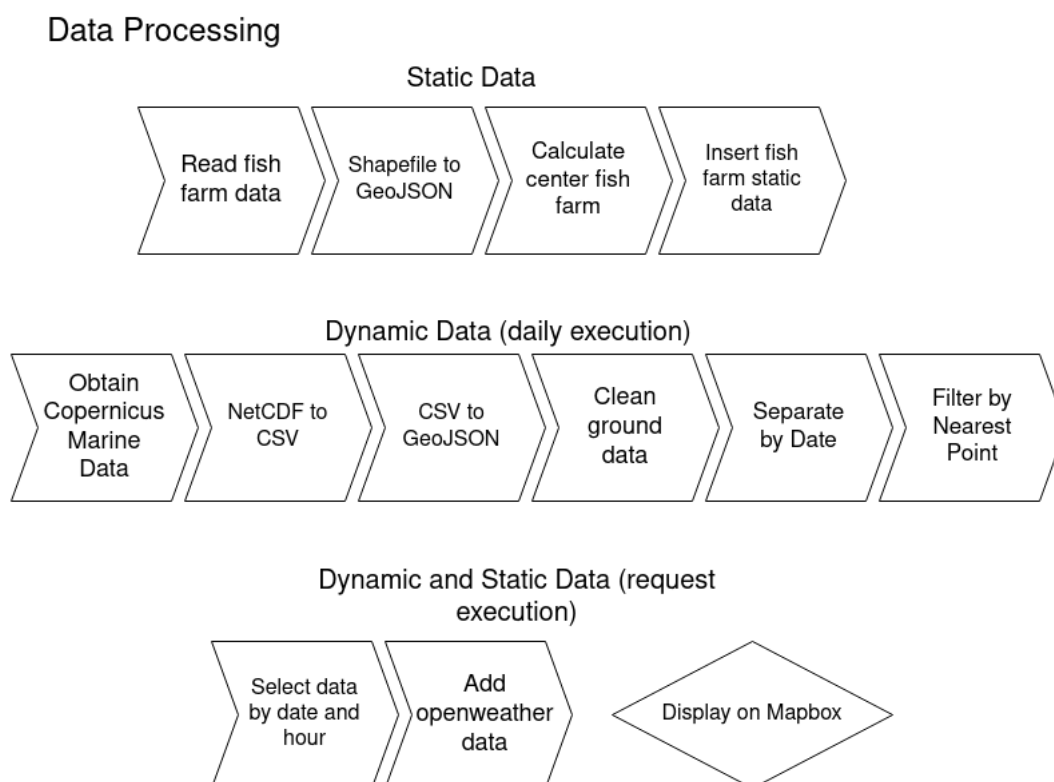 Data Processing
Static Data
Read fish
farm data
Shapefile to
GeoJSON
Calculate
center fish
farm
Insert fish
farm static
data
Dynamic Data (daily execution)
Obtain
Copernicus
Marine
Data
NetCDF to
CSV
CSV to
GeoJSON
Clean
ground
data
Separate
by Date
Filter by
Nearest
Point
Dynamic and Static Data (request
execution)
Select data
by date and
hour
Add
openweather
data
Display on Mapbox